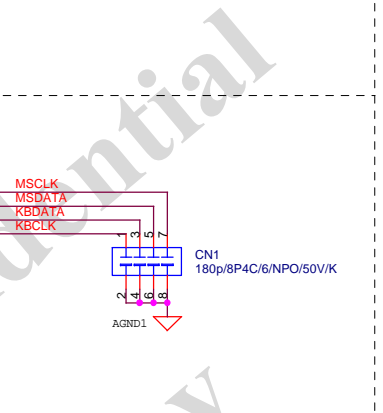 dential
MSCLK
MSDATA
KBDATA
KBCLK
1 3 5 7
CN1
180p/8P4C/6/NPO/50V/K
2 4 6 8
AGND1
y